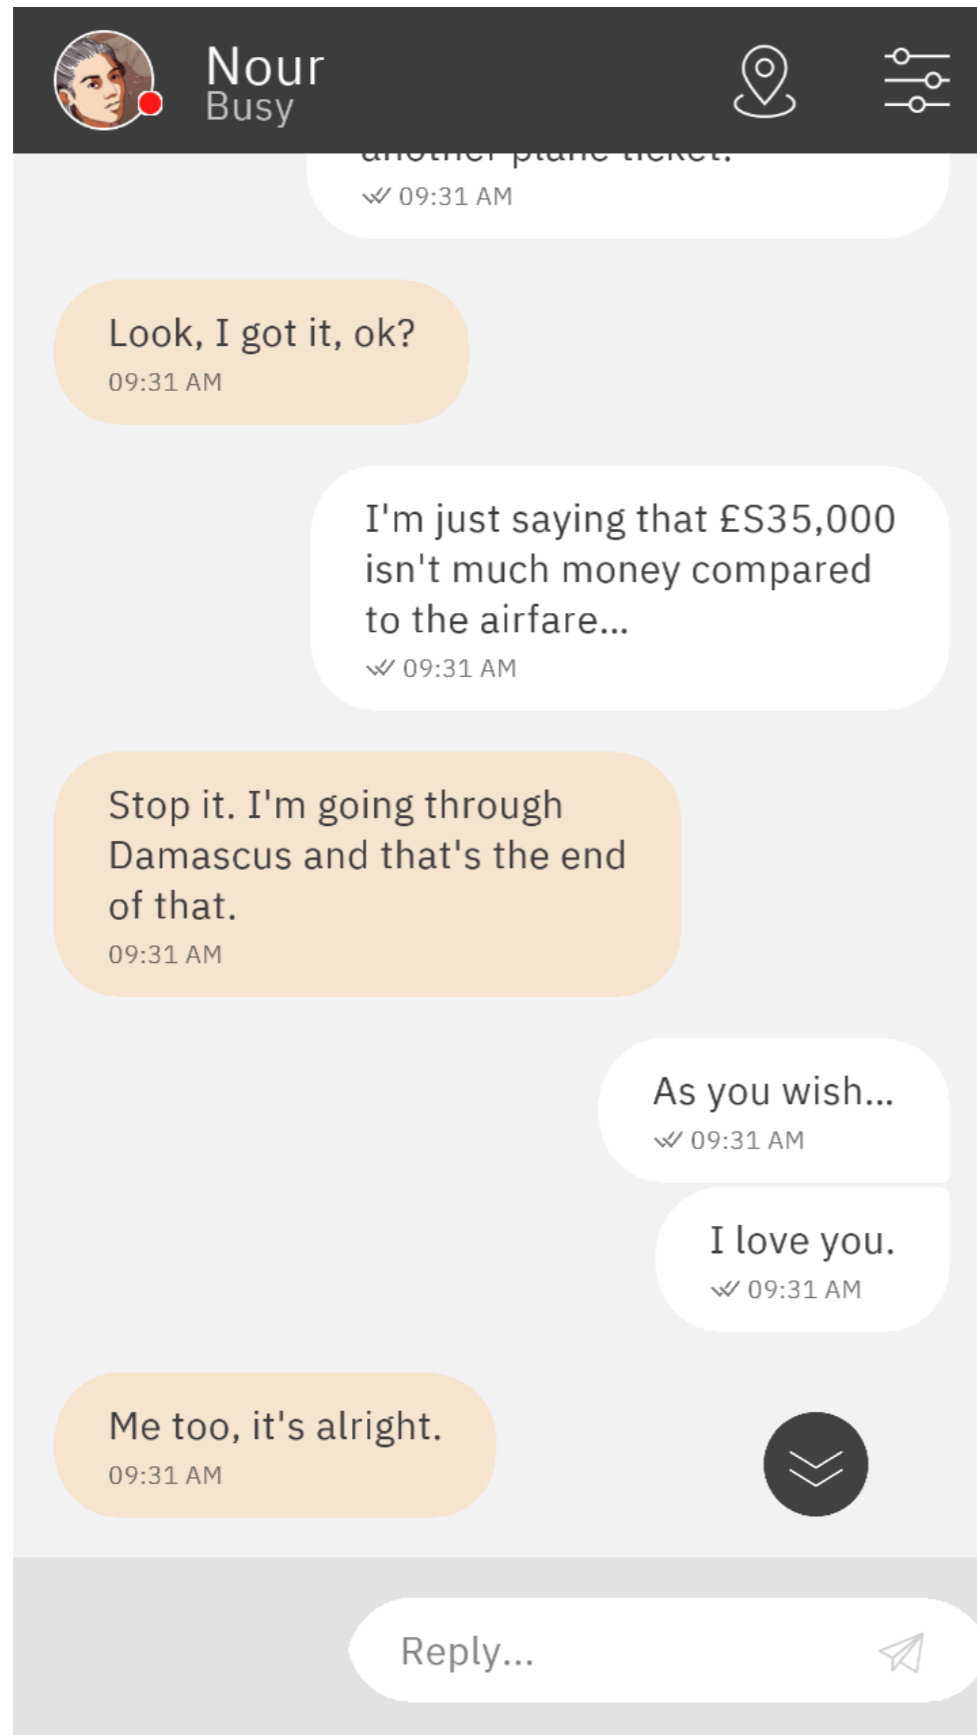 Nour
Busy
another plane ticket.
09:31 AM
Look, I got it, ok?
09:31 AM
I'm just saying that £S35,000
isn't much money compared
to the airfare...
09:31 AM
Stop it. I'm going through
Damascus and that's the end
of that.
09:31 AM
As you wish...
09:31 AM
I love you.
09:31 AM
Me too, it's alright.
09:31 AM
Reply...